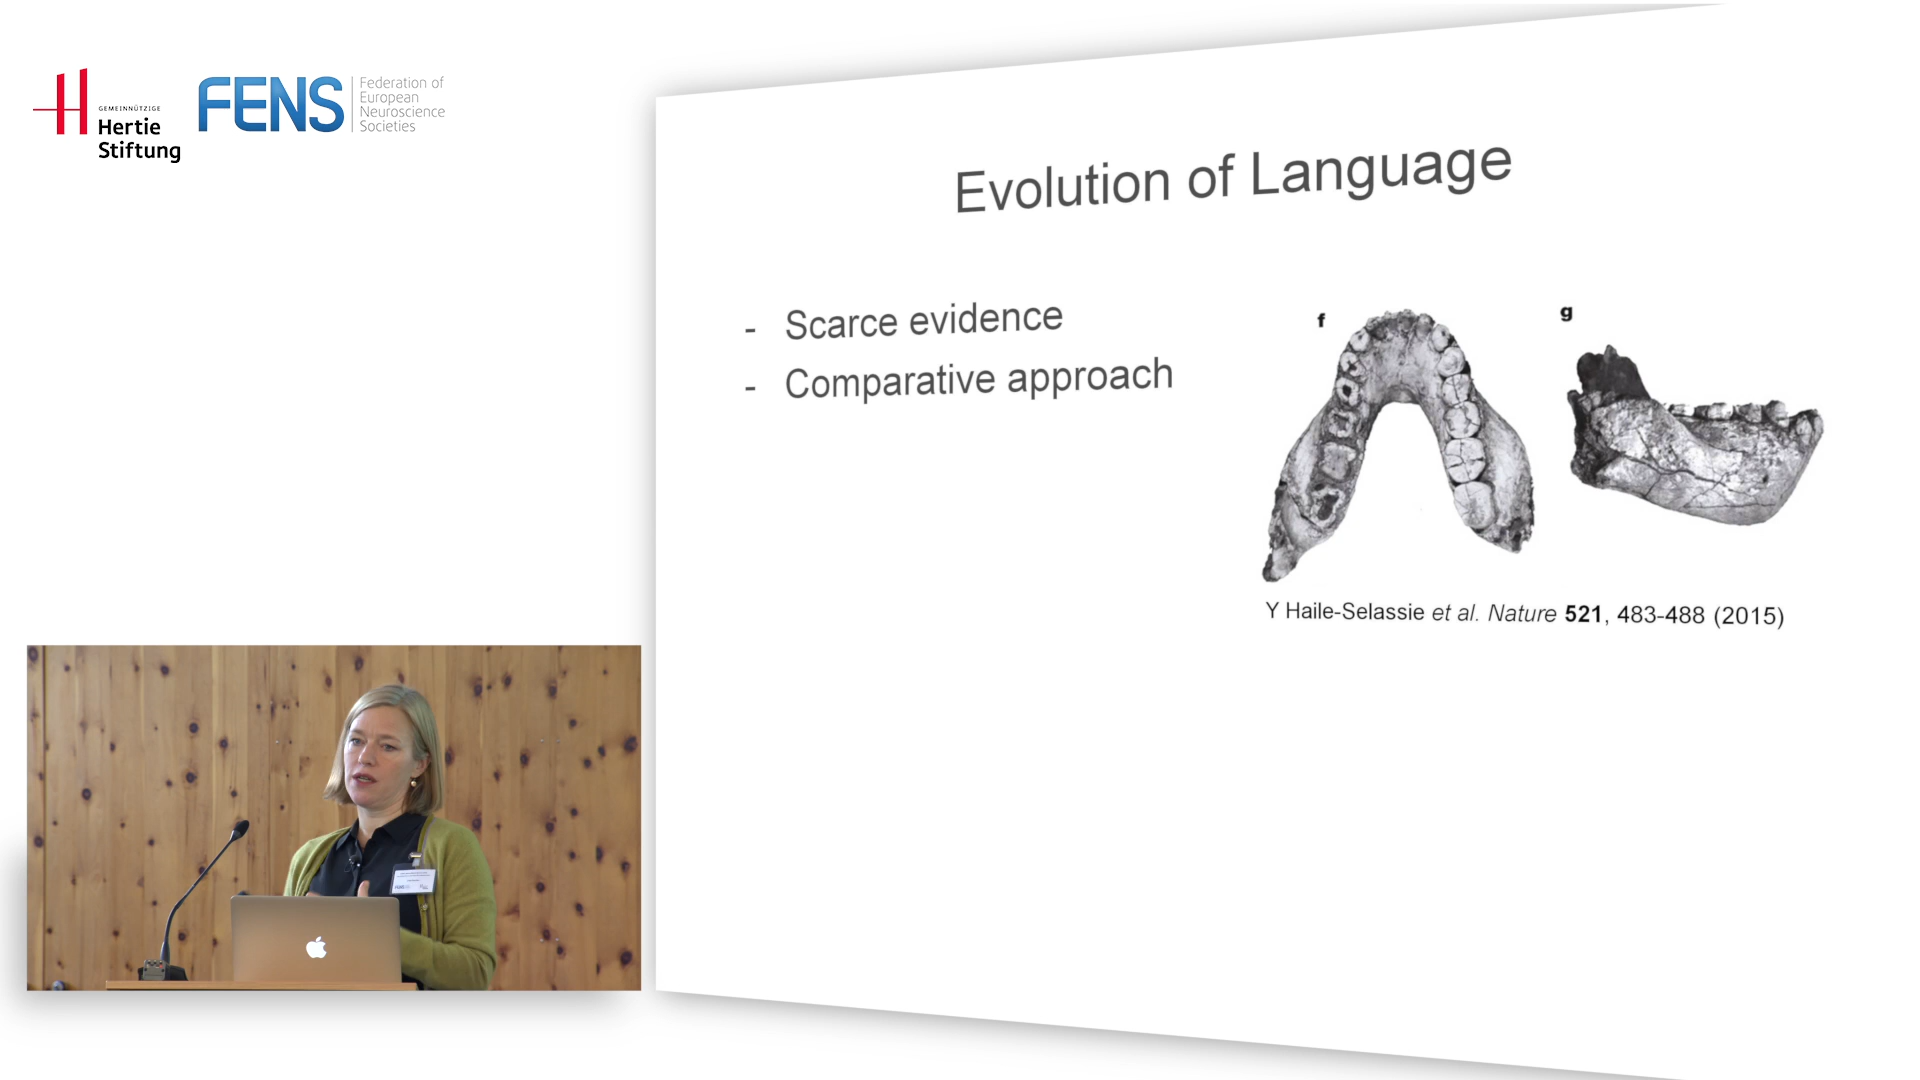 GEMEINNÜTZIGE
Hertie
Stiftung
FENS
Federation of
European
Neuroscience
Societies
Evolution of Language
- Scarce evidence
- Comparative approach
f
g
Y Haile-Selassie et al. Nature 521, 483-488 (2015)